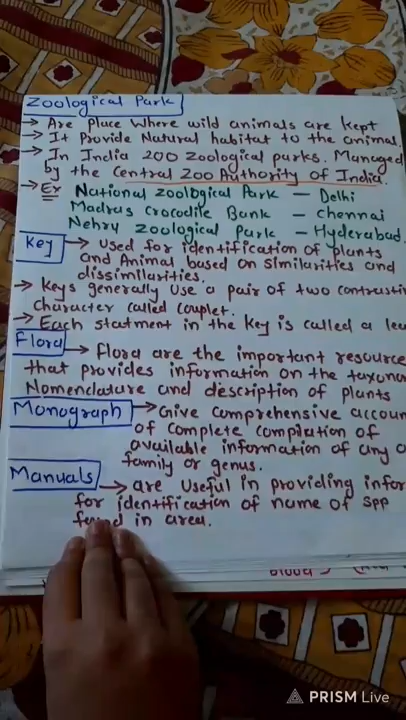 Zoological Park
→ Are Place Where wild animals are kept
→ It Provide Natural habitat to the animal.
→ In India 200 Zoological parks. Managed
by the Central Zoo Authority of India.
→ Ex National Zoological Park – Delhi
Madras Crocodile Bank – Chennai
Nehry Zoological Park – Hyderabad.
Key → Used for identification of plants
and Animal based on similarities and
dissimilarities.
→ Keys generally Use a pair of two contrasti
character called Couplet.
→ Each statment in the Key is called a lea
Flora → Flora are the important resource
that provides information on the taxono
Nomenclature and description of plants
Monograph → Give comprehensive accoun
of complete compilation of
available information of any
family or genus.
Manuals → are Useful in providing infor
for identification of name of spp
found in area.
PRISM Live